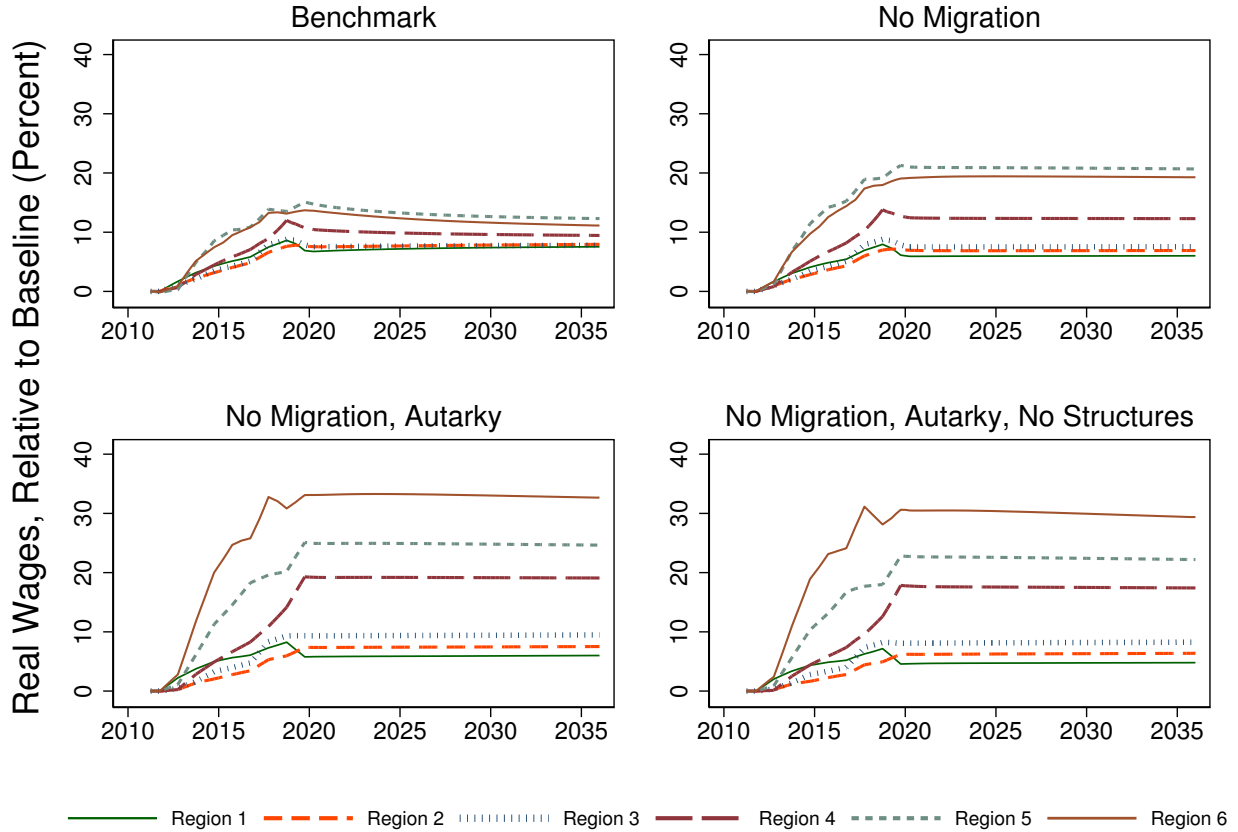 Real Wages, Relative to Baseline (Percent)
Benchmark
0 10 20 30 40
2010 2015 2020 2025 2030 2035
No Migration
0 10 20 30 40
2010 2015 2020 2025 2030 2035
No Migration, Autarky
0 10 20 30 40
2010 2015 2020 2025 2030 2035
No Migration, Autarky, No Structures
0 10 20 30 40
2010 2015 2020 2025 2030 2035
Region 1 Region 2 Region 3 Region 4 Region 5 Region 6